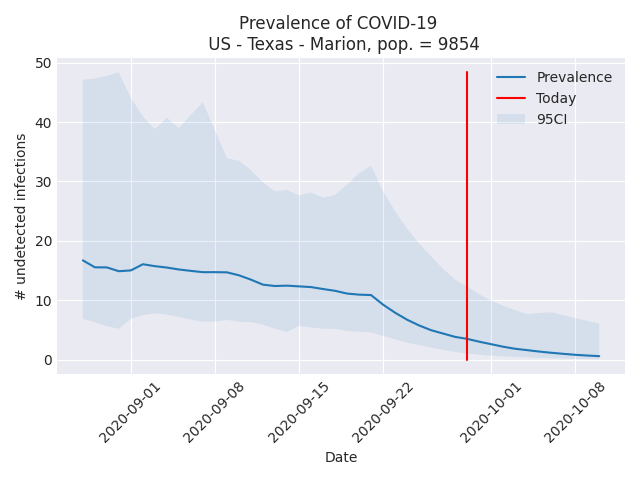 Prevalence of COVID-19
US - Texas - Marion, pop. = 9854
Prevalence
Today
95CI
# undetected infections
50
40
30
20
10
0
2020-09-01
2020-09-08
2020-09-15
2020-09-22
2020-10-01
2020-10-08
Date